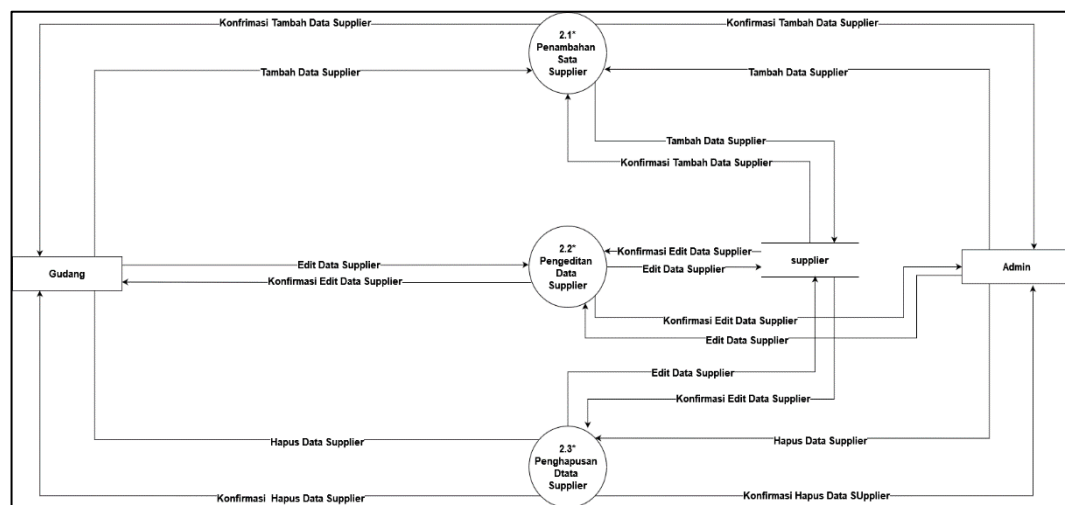 Konfrimasi Tambah Data Supplier
2.1*
Penambahan
Sata
Supplier
Konfirmasi Tambah Data Supplier
Tambah Data Supplier
Tambah Data Supplier
Tambah Data Supplier
Konfirmasi Tambah Data Supplier
Gudang
Edit Data Supplier
Konfirmasi Edit Data Supplier
2.2*
Pengeditan
Data
Supplier
Konfirmasi Edit Data Supplier
Edit Data Supplier
supplier
Admin
Konfirmasi Edit Data Supplier
Edit Data Supplier
Edit Data Supplier
Konfirmasi Edit Data Supplier
Hapus Data Supplier
2.3*
Penghapusan
Dtata
Supplier
Hapus Data Supplier
Konfirmasi Hapus Data Supplier
Konfirmasi Hapus Data SUpplier